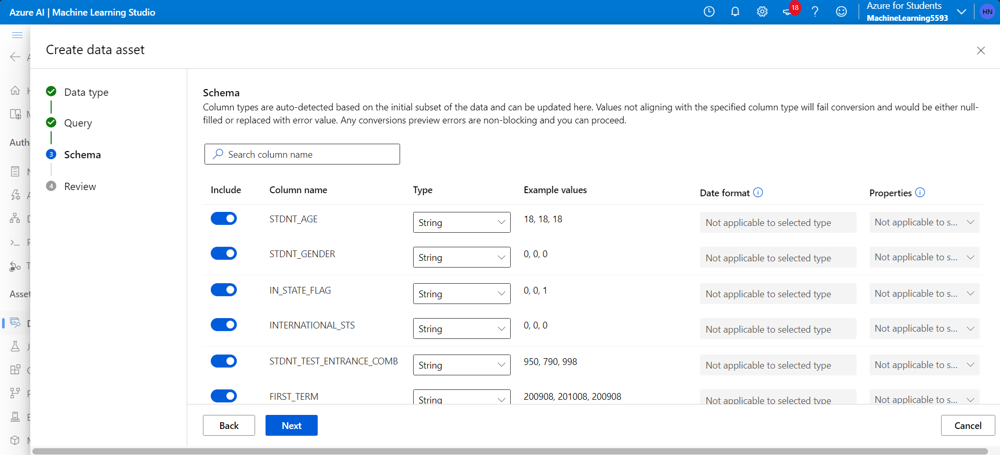 Azure AI | Machine Learning Studio
18
Azure for Students
MachineLearning5593
HN
Create data asset
Data type
Query
3 Schema
4 Review
Auth
Asset
Schema
Column types are auto-detected based on the initial subset of the data and can be updated here. Values not aligning with the specified column type will fail conversion and would be either null-
filled or replaced with error value. Any conversions preview errors are non-blocking and you can proceed.
Search column name
Include Column name Type Example values Date format Properties
STDNT_AGE String 18, 18, 18 Not applicable to selected type Not applicable to s...
STDNT_GENDER String 0, 0, 0 Not applicable to selected type Not applicable to s...
IN_STATE_FLAG String 0, 0, 1 Not applicable to selected type Not applicable to s...
INTERNATIONAL_STS String 0, 0, 0 Not applicable to selected type Not applicable to s...
STDNT_TEST_ENTRANCE_COMB String 950, 790, 998 Not applicable to selected type Not applicable to s...
FIRST_TERM String 200908, 201008, 200908 Not applicable to selected type Not applicable to s...
Back Next Cancel